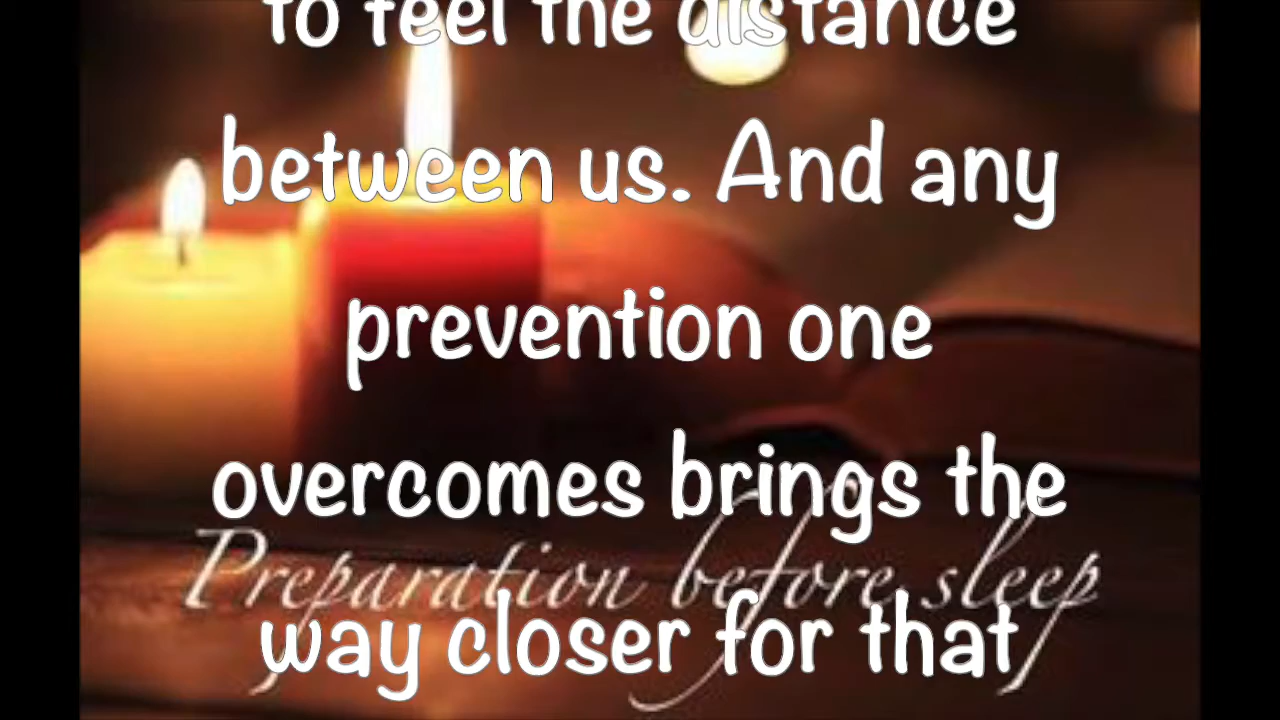 to feel the distance
between us. And any
prevention one
overcomes brings the
Preparation before sleep
way closer for that